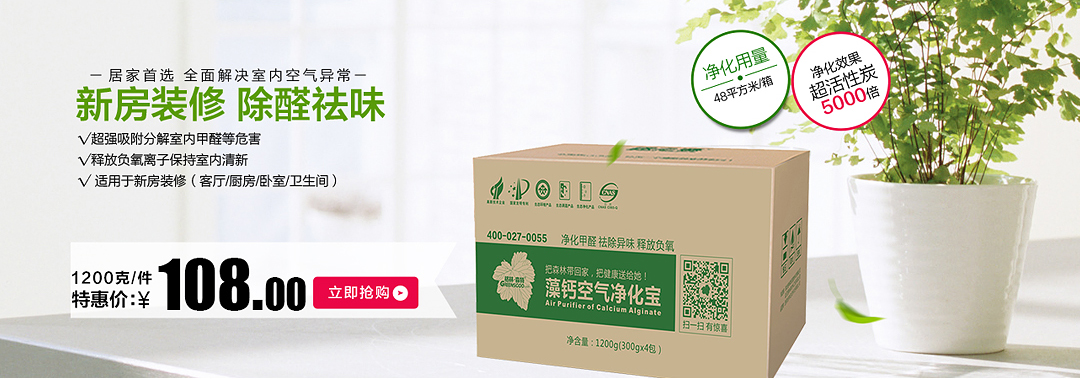 －居家首选 全面解决室内空气异常－
新房装修 除醛祛味
√超强吸附分解室内甲醛等危害
√释放负氧离子保持室内清新
√ 适用于新房装修（客厅/厨房/卧室/卫生间）
1200克/件
特惠价:¥ 108.00
立即抢购
净化用量
48平方米/箱
净化效果
超活性炭
5000倍
CNAS
400-027-0055 净化甲醛 祛除异味 释放负氧
把森林带回家，把健康送给她！
藻钙空气净化宝
Air Purifier of Calcium Alginate
扫一扫 有惊喜
净含量：1200g(300gx4包)